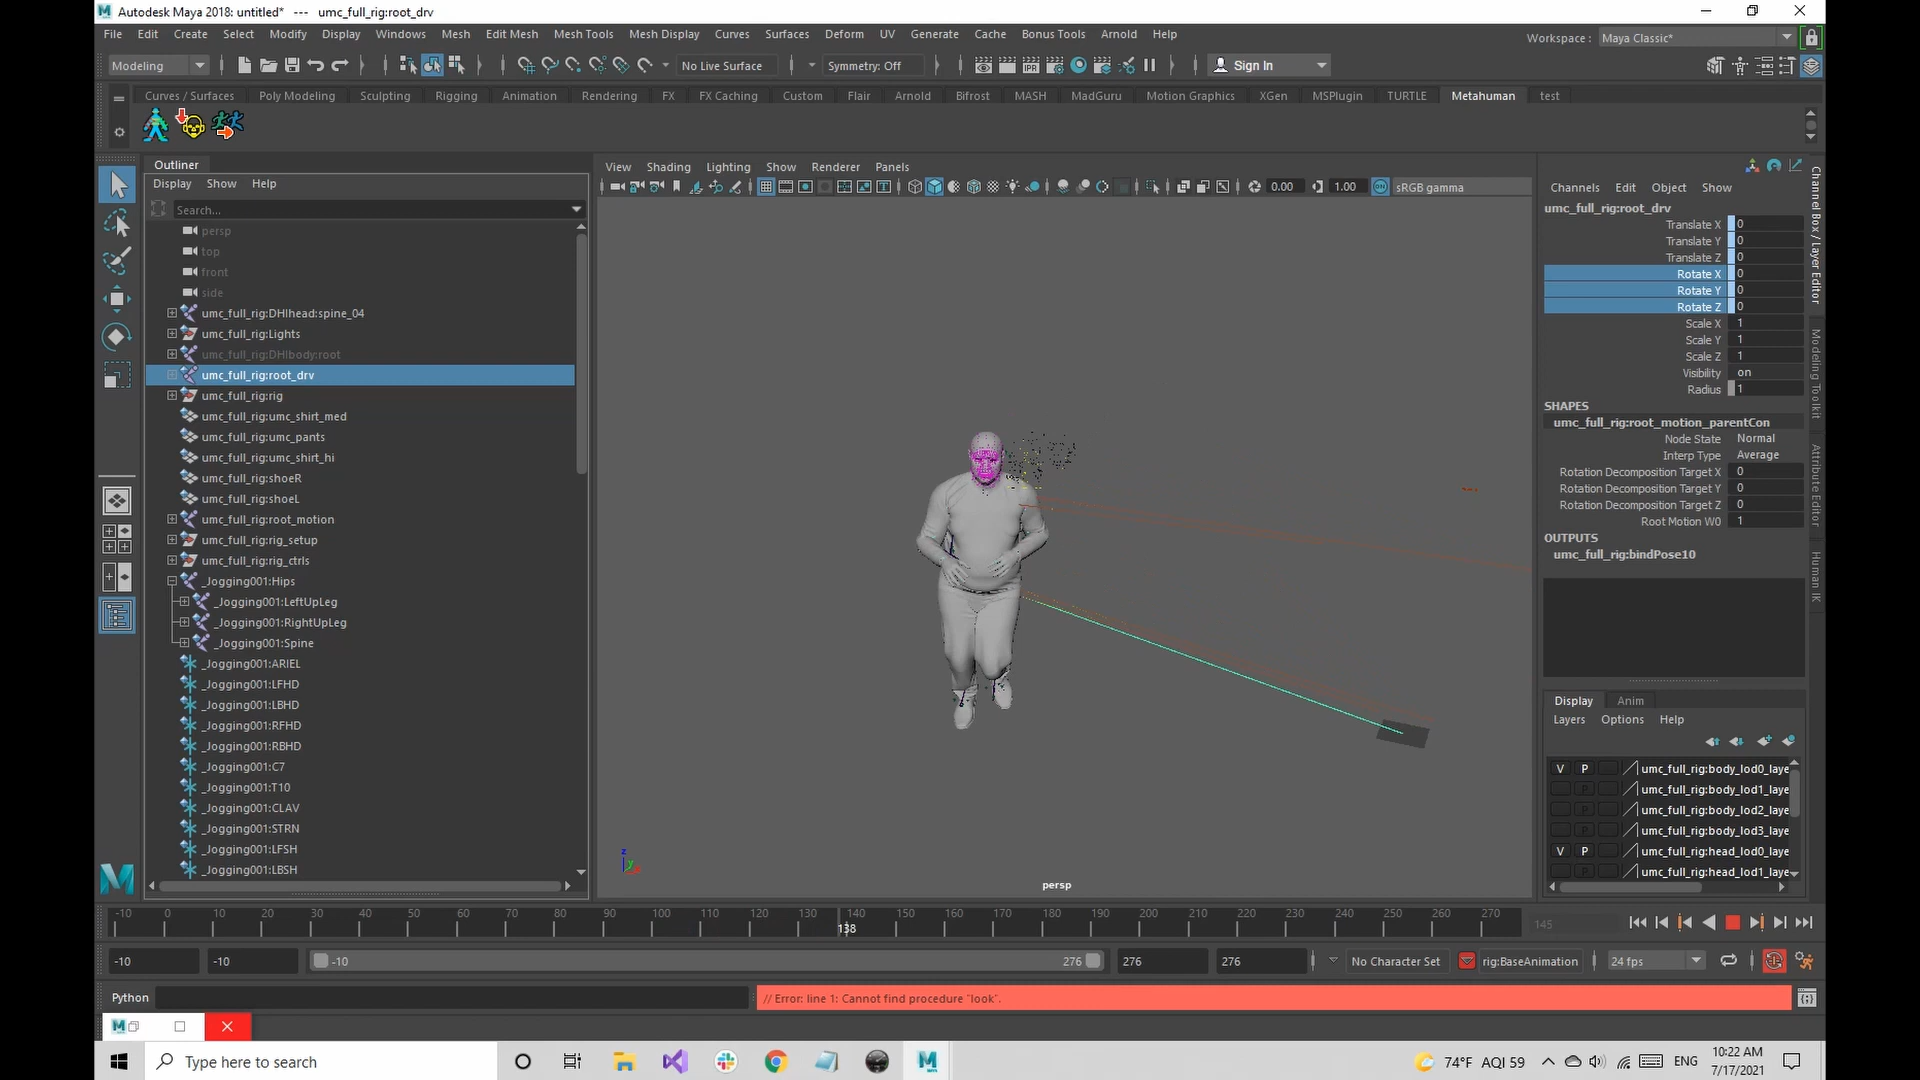 Autodesk Maya 2018: untitled*   ---   umc_full_rig:root_drv
File Edit Create Select Modify Display Windows Mesh Edit Mesh Mesh Tools Mesh Display Curves Surfaces Deform UV Generate Cache Bonus Tools Arnold Help
Workspace : Maya Classic*
Modeling No Live Surface Symmetry: Off Sign In
Curves / Surfaces Poly Modeling Sculpting Rigging Animation Rendering FX FX Caching Custom Flair Arnold Bifrost MASH MadGuru Motion Graphics XGen MSPlugin TURTLE Metahuman test
Outliner
Display Show Help
Search...
persp
top
front
side
umc_full_rig:DHIhead:spine_04
umc_full_rig:Lights
umc_full_rig:DHIbody:root
umc_full_rig:root_drv
umc_full_rig:rig
umc_full_rig:umc_shirt_med
umc_full_rig:umc_pants
umc_full_rig:umc_shirt_hi
umc_full_rig:shoeR
umc_full_rig:shoeL
umc_full_rig:root_motion
umc_full_rig:rig_setup
umc_full_rig:rig_ctrls
_Jogging001:Hips
_Jogging001:LeftUpLeg
_Jogging001:RightUpLeg
_Jogging001:Spine
_Jogging001:ARIEL
_Jogging001:LFHD
_Jogging001:LBHD
_Jogging001:RFHD
_Jogging001:RBHD
_Jogging001:C7
_Jogging001:T10
_Jogging001:CLAV
_Jogging001:STRN
_Jogging001:LFSH
_Jogging001:LBSH
View Shading Lighting Show Renderer Panels
0.00 1.00 sRGB gamma
z
y
persp
Channels Edit Object Show
umc_full_rig:root_drv
Translate X 0
Translate Y 0
Translate Z 0
Rotate X 0
Rotate Y 0
Rotate Z 0
Scale X 1
Scale Y 1
Scale Z 1
Visibility on
Radius 1
SHAPES
umc_full_rig:root_motion_parentCon
Node State Normal
Interp Type Average
Rotation Decomposition Target X 0
Rotation Decomposition Target Y 0
Rotation Decomposition Target Z 0
Root Motion W0 1
OUTPUTS
umc_full_rig:bindPose10
Channel Box / Layer Editor
Modeling Toolkit
Attribute Editor
Human IK
Display Anim
Layers Options Help
V P umc_full_rig:body_lod0_laye
P umc_full_rig:body_lod1_laye
P umc_full_rig:body_lod2_laye
P umc_full_rig:body_lod3_laye
V P umc_full_rig:head_lod0_laye
P umc_full_rig:head_lod1_laye
-10 0 10 20 30 40 50 60 70 80 90 100 110 120 130 140 150 160 170 180 190 200 210 220 230 240 250 260 270
138
145
-10 -10 -10 276 276 276 No Character Set rig:BaseAnimation 24 fps
Python // Error: line 1: Cannot find procedure "look".
Type here to search
74°F AQI 59 ENG
10:22 AM
7/17/2021